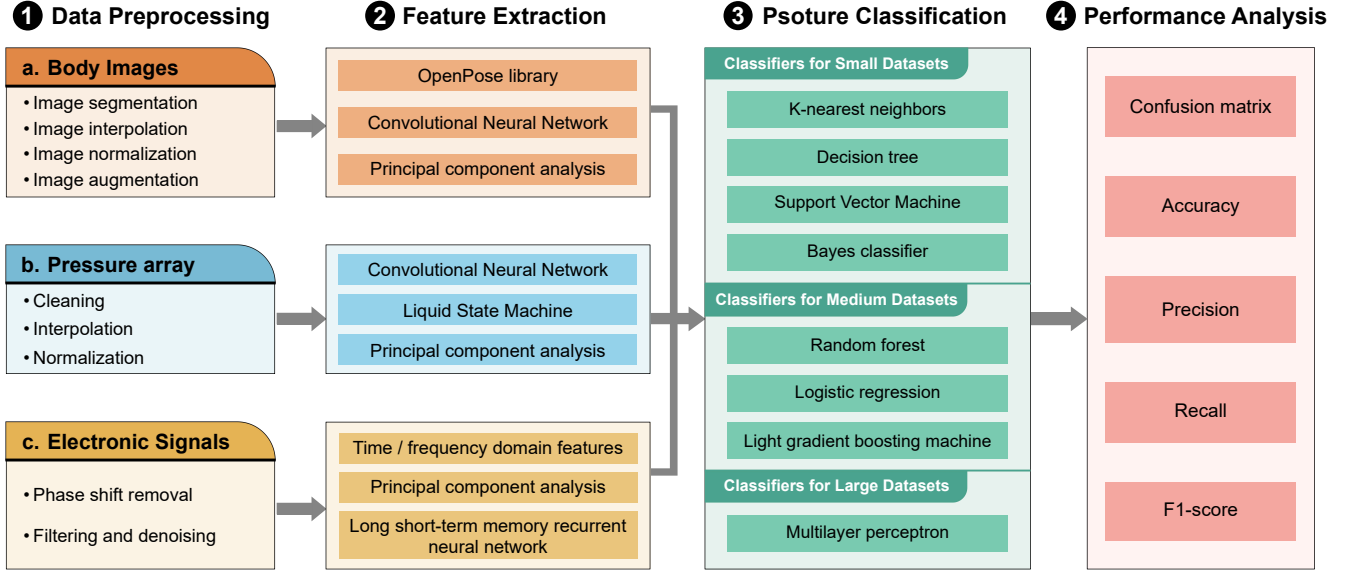 1 Data Preprocessing
a. Body Images
• Image segmentation
• Image interpolation
• Image normalization
• Image augmentation
b. Pressure array
• Cleaning
• Interpolation
• Normalization
c. Electronic Signals
• Phase shift removal
• Filtering and denoising
2 Feature Extraction
OpenPose library
Convolutional Neural Network
Principal component analysis
Convolutional Neural Network
Liquid State Machine
Principal component analysis
Time / frequency domain features
Principal component analysis
Long short-term memory recurrent
neural network
3 Psoture Classification
Classifiers for Small Datasets
K-nearest neighbors
Decision tree
Support Vector Machine
Bayes classifier
Classifiers for Medium Datasets
Random forest
Logistic regression
Light gradient boosting machine
Classifiers for Large Datasets
Multilayer perceptron
4 Performance Analysis
Confusion matrix
Accuracy
Precision
Recall
F1-score